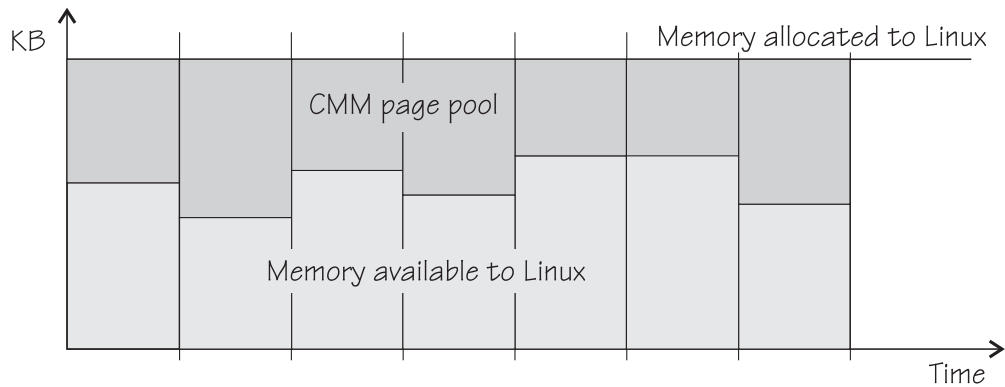 KB
Memory allocated to Linux
CMM page pool
Memory available to Linux
Time